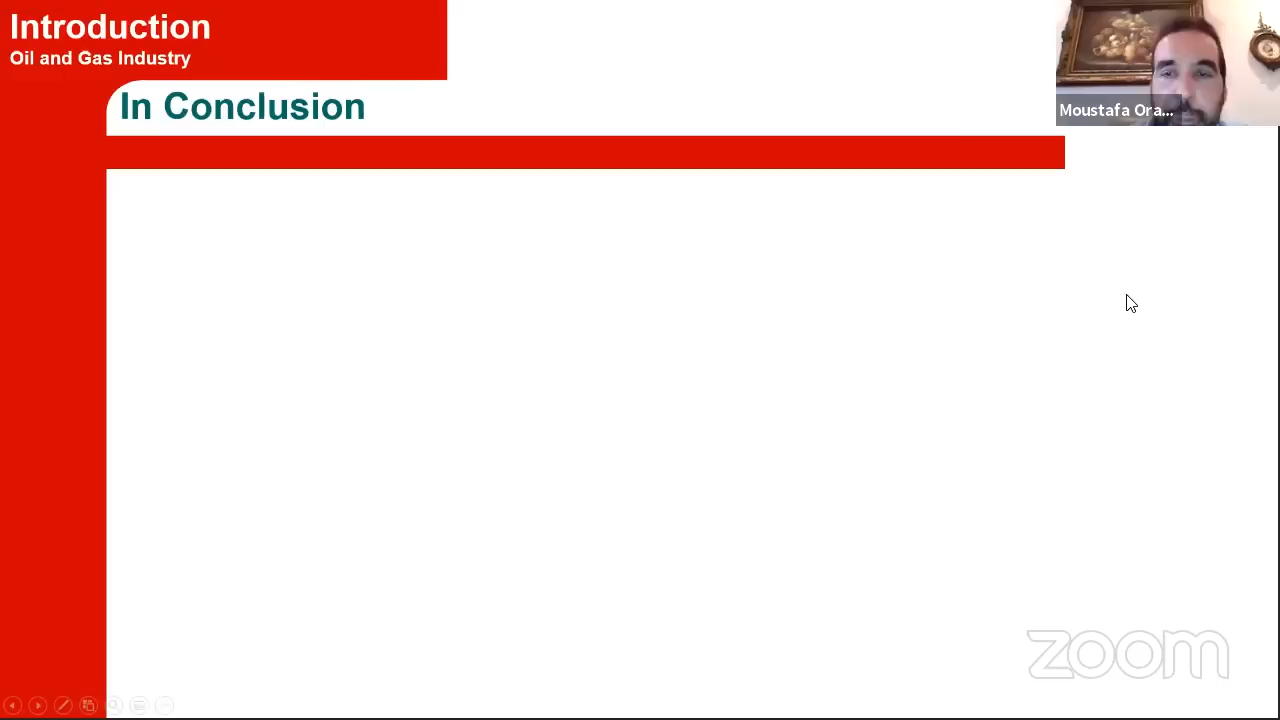 Introduction
Oil and Gas Industry
In Conclusion
Moustafa Ora...
zoom